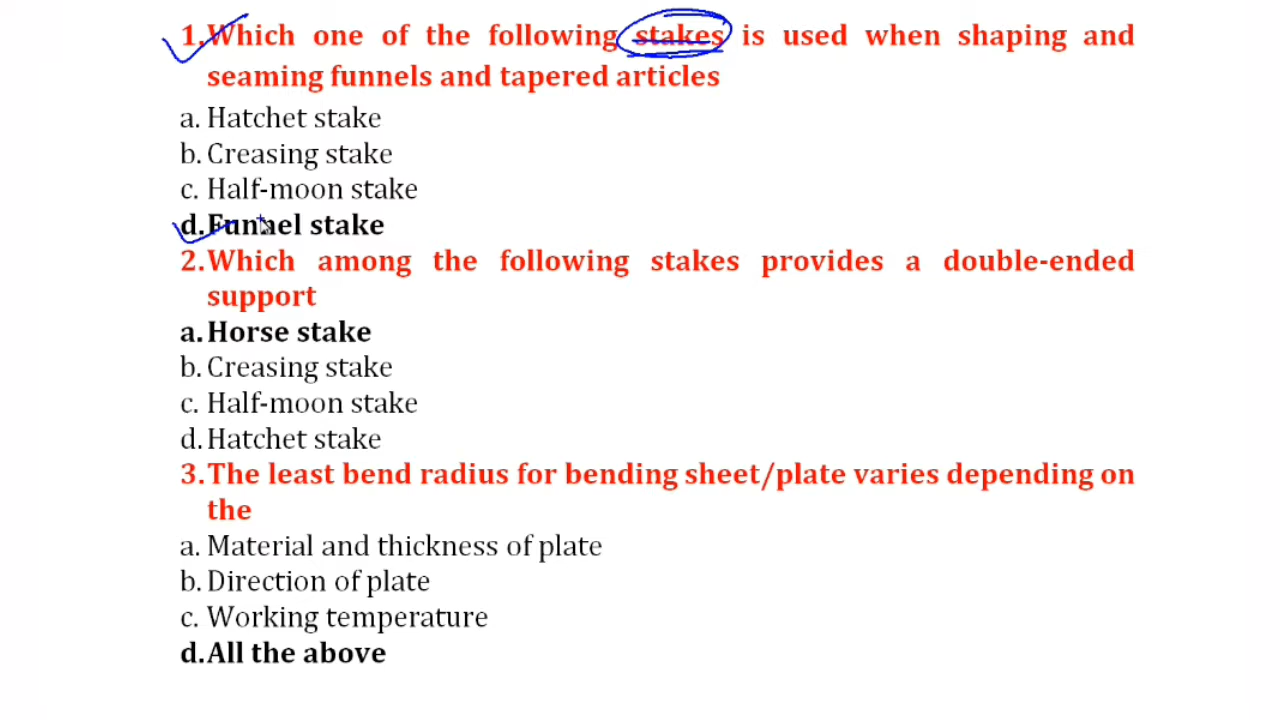 1.Which one of the following stakes is used when shaping and
seaming funnels and tapered articles
a. Hatchet stake
b. Creasing stake
c. Half-moon stake
d.Funnel stake
2.Which among the following stakes provides a double-ended
support
a.Horse stake
b. Creasing stake
c. Half-moon stake
d. Hatchet stake
3.The least bend radius for bending sheet/plate varies depending on
the
a. Material and thickness of plate
b. Direction of plate
c. Working temperature
d.All the above